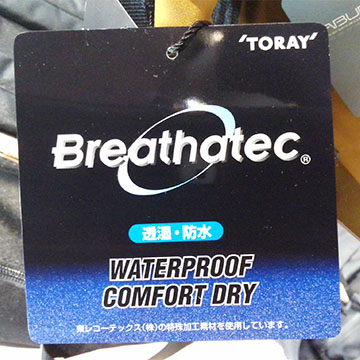 'TORAY'
Breathatec®
透湿・防水
WATERPROOF
COMFORT DRY
東レコーテックス(株)の特殊加工素材を使用しています。